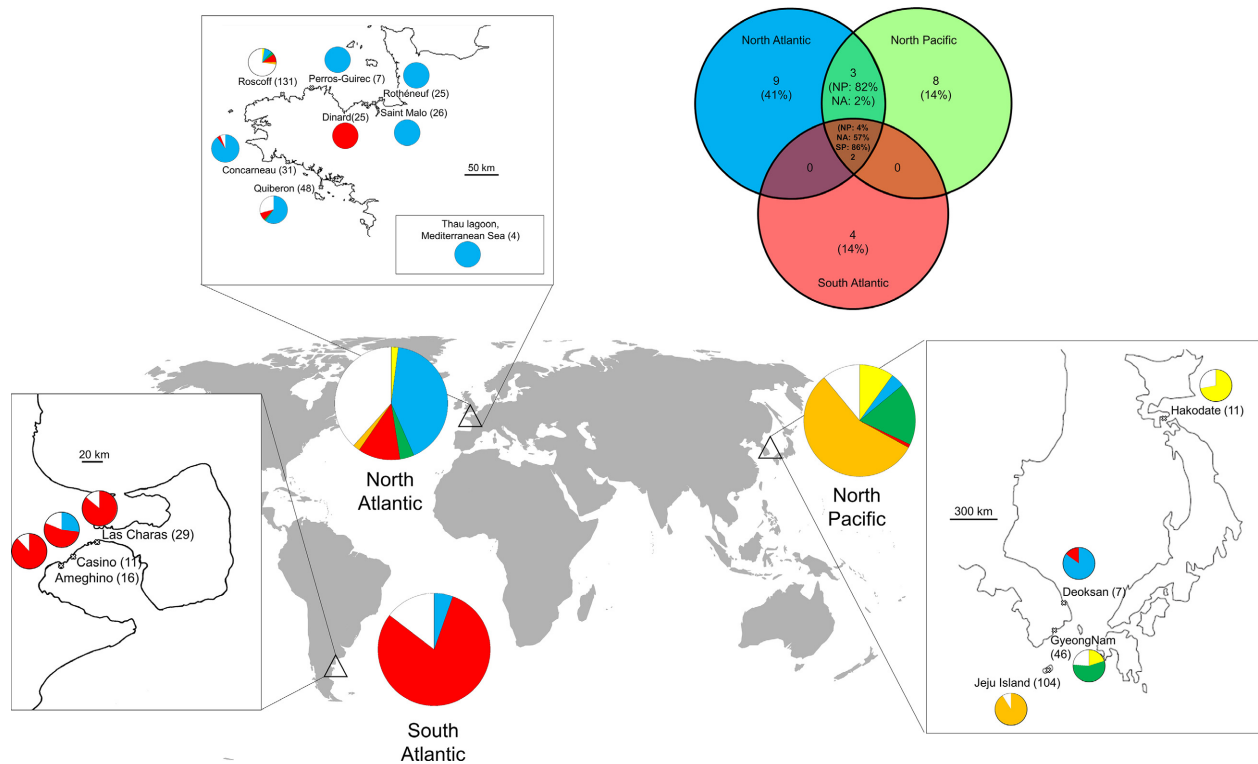 Roscoff (131)
Perros-Guirec (7)
Rothéneuf (25)
Dinard(25)
Saint Malo (26)
Concarneau (31)
Quiberon (48)
50 km
Thau lagoon,
Mediterranean Sea (4)
North Atlantic
North Pacific
9
(41%)
3
(NP: 82%
NA: 2%)
8
(14%)
(NP: 4%
NA: 57%
SP: 86%)
2
0
0
4
(14%)
South Atlantic
20 km
Las Charas (29)
Casino (11)
Ameghino (16)
North
Atlantic
North
Pacific
South
Atlantic
Hakodate (11)
300 km
Deoksan (7)
GyeongNam
(46)
Jeju Island (104)